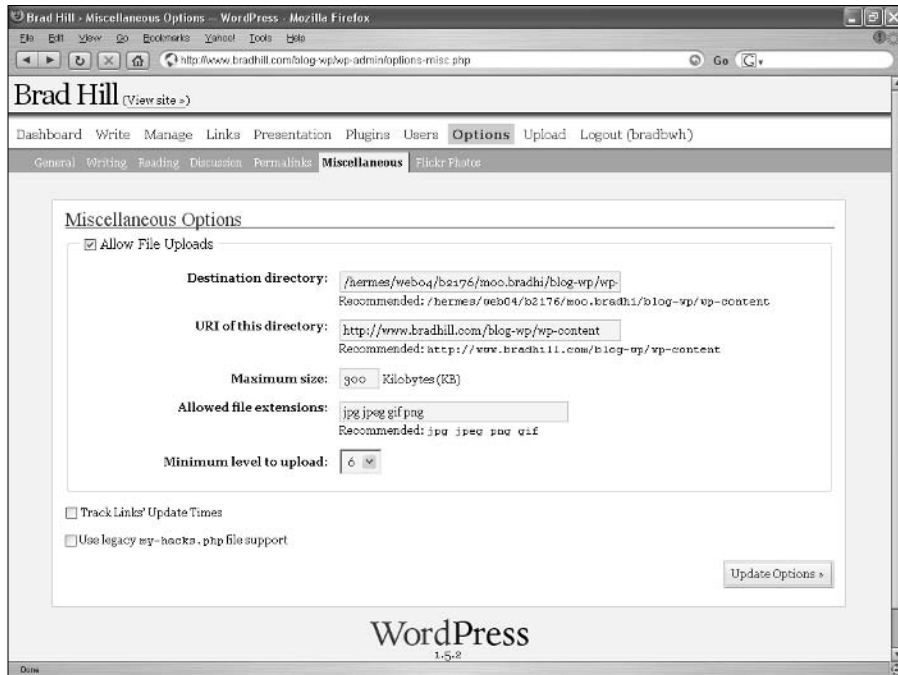 Brad Hill › Miscellaneous Options — WordPress - Mozilla Firefox
File Edit View Go Bookmarks Yahoo! Tools Help
http://www.bradhill.com/blog-wp/wp-admin/options-misc.php Go
Brad Hill (View site »)
Dashboard Write Manage Links Presentation Plugins Users Options Upload Logout (bradbwh)
General Writing Reading Discussion Permalinks Miscellaneous Flickr Photos
Miscellaneous Options
Allow File Uploads
Destination directory: /hermes/web04/b2176/moo.bradhi/blog-wp/wp-
Recommended: /hermes/web04/b2176/moo.bradhi/blog-wp/wp-content
URI of this directory: http://www.bradhill.com/blog-wp/wp-content
Recommended: http://www.bradhill.com/blog-wp/wp-content
Maximum size: 300 Kilobytes (KB)
Allowed file extensions: jpg jpeg gif png
Recommended: jpg jpeg png gif
Minimum level to upload: 6
Track Links' Update Times
Use legacy my-hacks.php file support
Update Options »
WordPress
1.5.2
Done